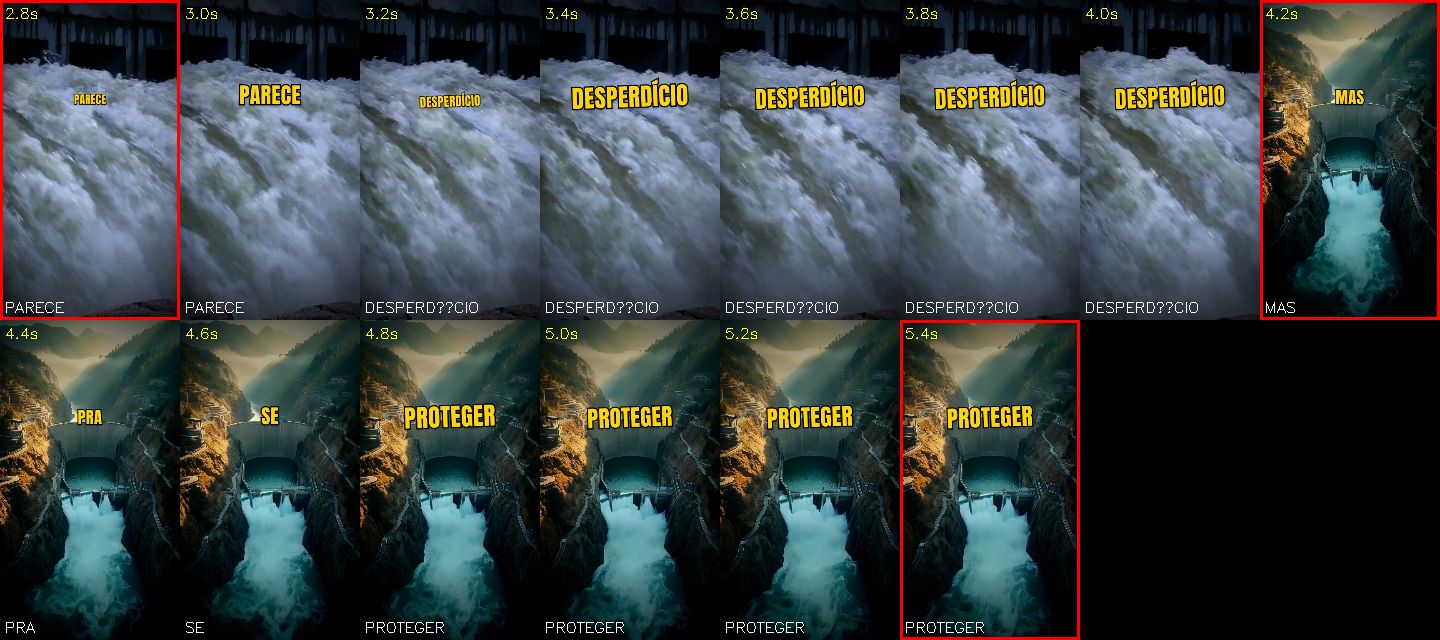 2.8s
PARECE
PARECE
3.0s
PARECE
PARECE
3.2s
DESPERDÍCIO
DESPERD??CIO
3.4s
DESPERDÍCIO
DESPERD??CIO
3.6s
DESPERDÍCIO
DESPERD??CIO
3.8s
DESPERDÍCIO
DESPERD??CIO
4.0s
DESPERDÍCIO
DESPERD??CIO
4.2s
MAS
MAS
4.4s
PRA
PRA
4.6s
SE
SE
4.8s
PROTEGER
PROTEGER
5.0s
PROTEGER
PROTEGER
5.2s
PROTEGER
PROTEGER
5.4s
PROTEGER
PROTEGER